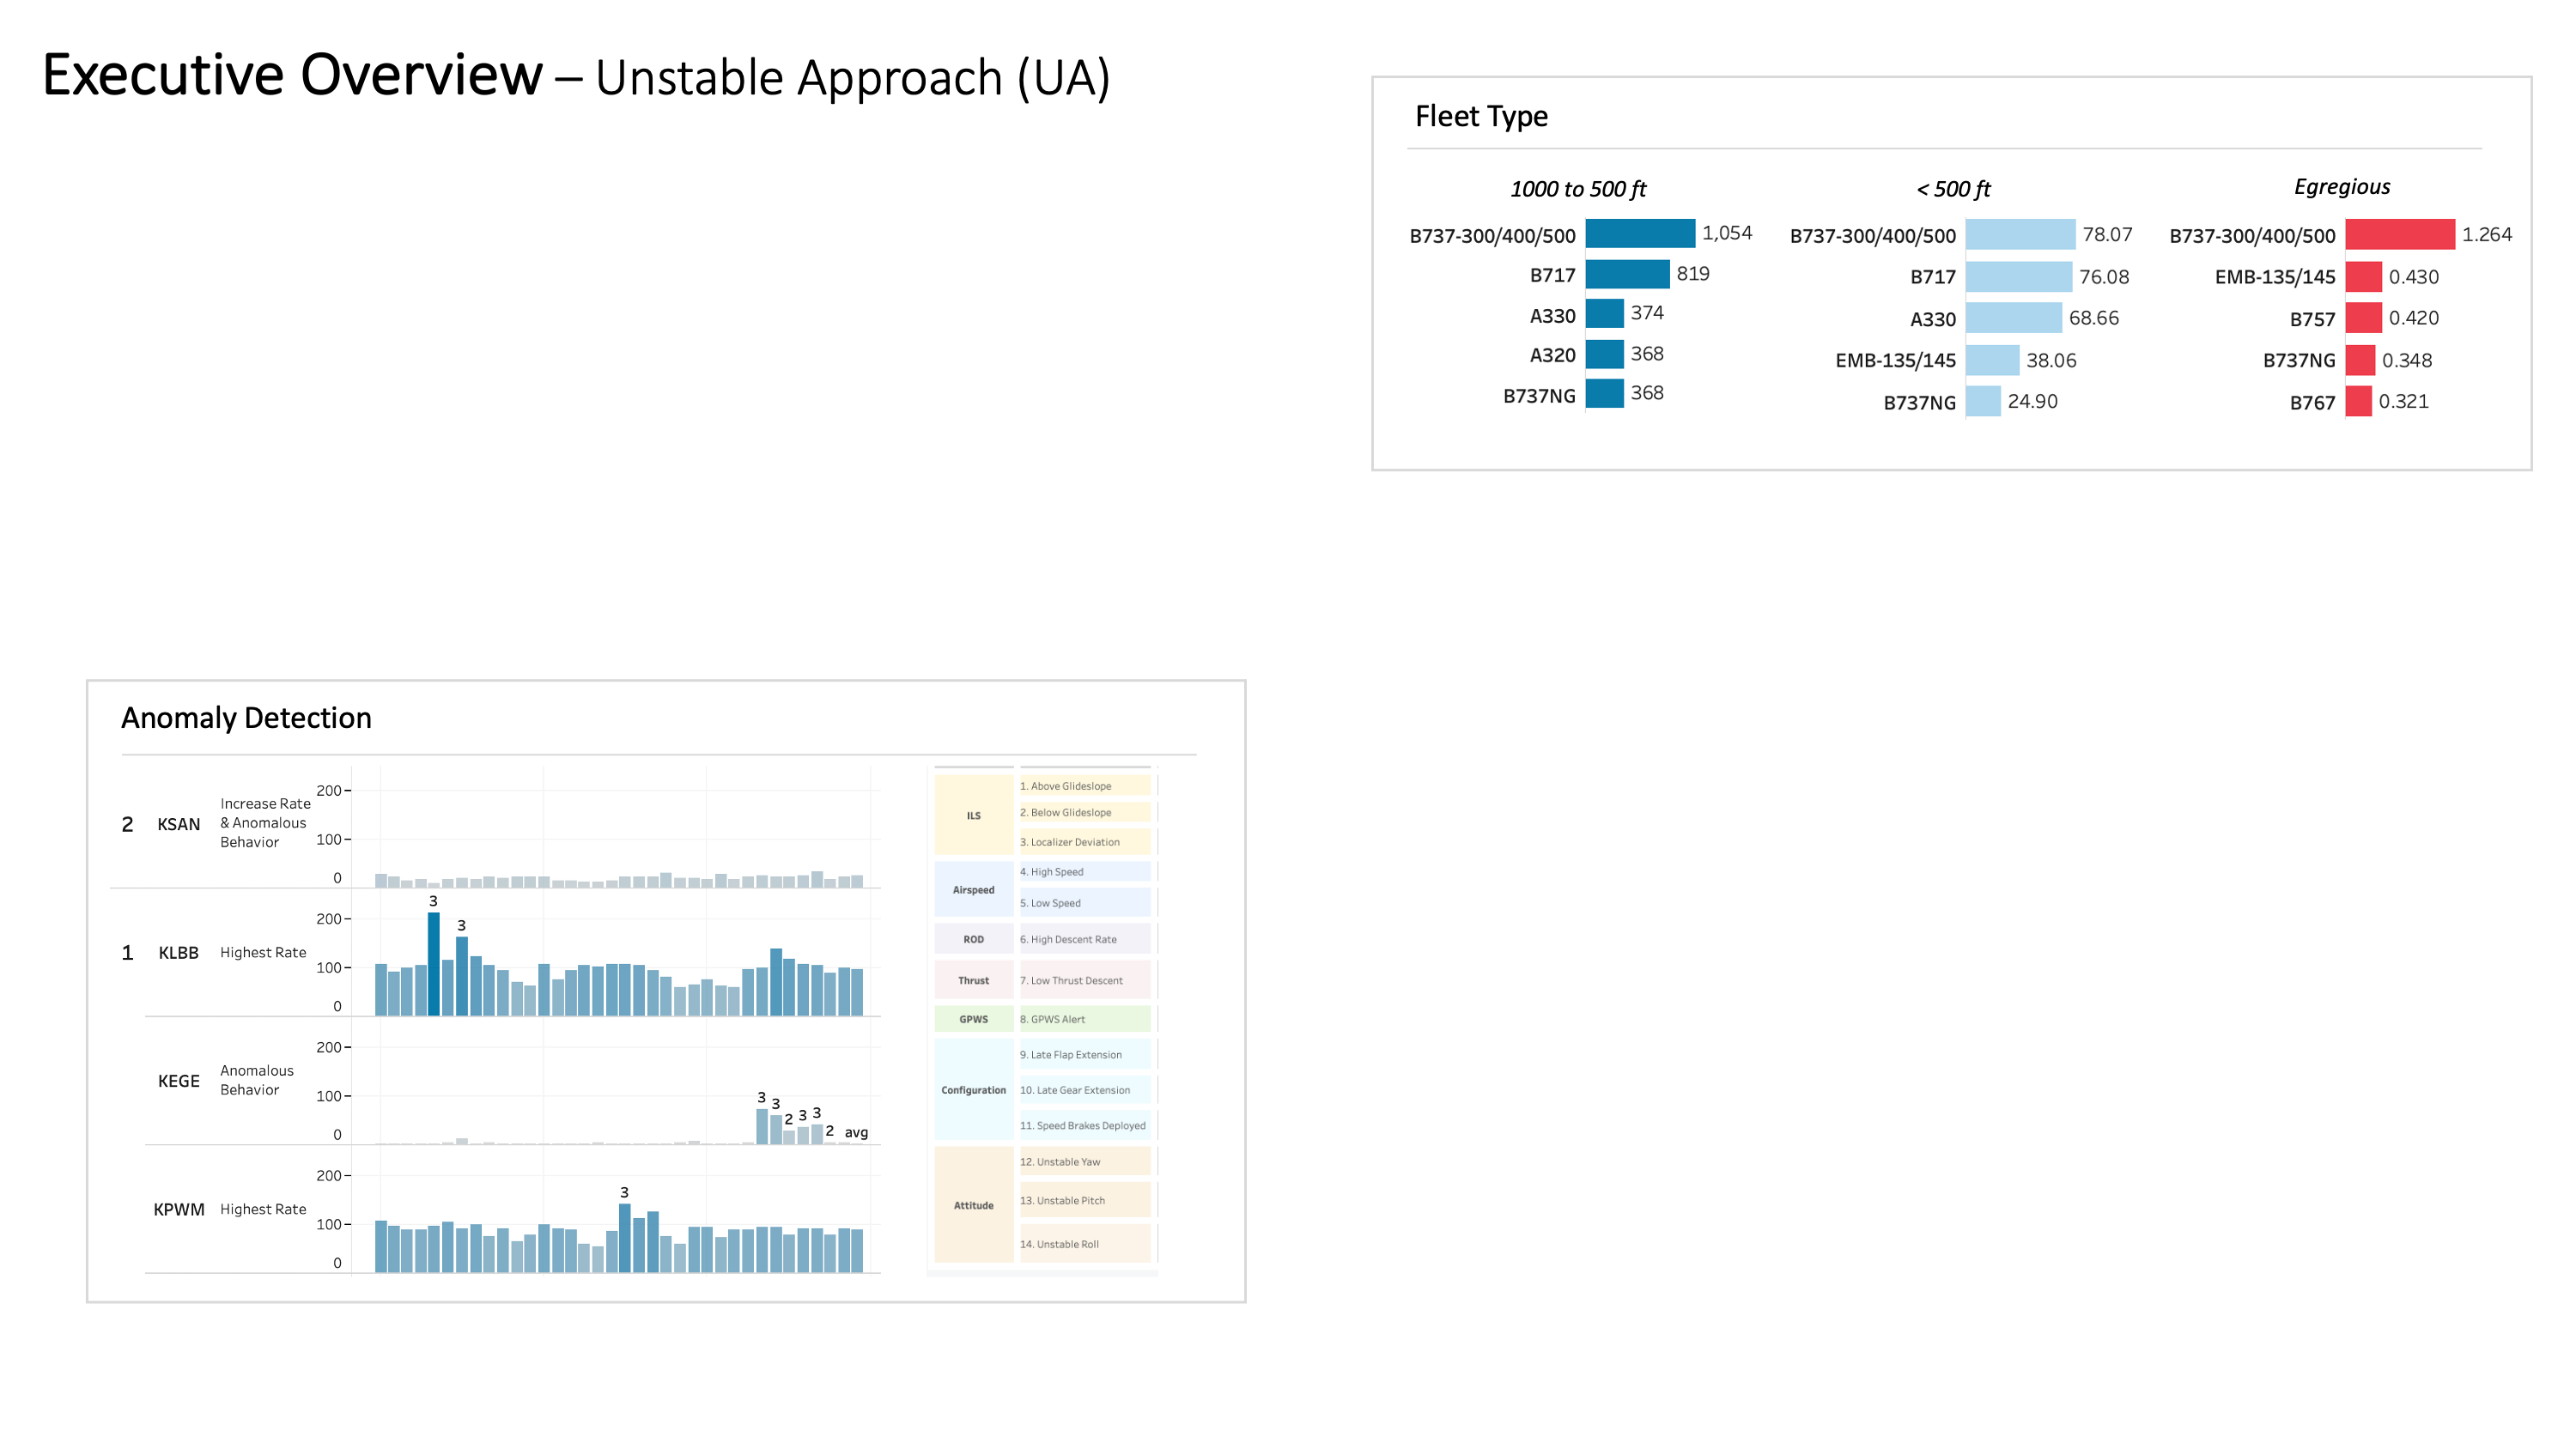 Executive Overview – Unstable Approach (UA)
Fleet Type
1000 to 500 ft
B737-300/400/500 1,054
B717 819
A330 374
A320 368
B737NG 368
< 500 ft
B737-300/400/500 78.07
B717 76.08
A330 68.66
EMB-135/145 38.06
B737NG 24.90
Egregious
B737-300/400/500 1.264
EMB-135/145 0.430
B757 0.420
B737NG 0.348
B767 0.321
Anomaly Detection
2 KSAN
Increase Rate
& Anomalous
Behavior
200
100
0
1 KLBB Highest Rate
200
100
0
3
3
KEGE
Anomalous
Behavior
200
100
0
3 3 2 3 3 2 avg
KPWM Highest Rate
200
100
0
3
ILS
1. Above Glideslope
2. Below Glideslope
3. Localizer Deviation
Airspeed
4. High Speed
5. Low Speed
ROD
6. High Descent Rate
Thrust
7. Low Thrust Descent
GPWS
8. GPWS Alert
Configuration
9. Late Flap Extension
10. Late Gear Extension
11. Speed Brakes Deployed
Attitude
12. Unstable Yaw
13. Unstable Pitch
14. Unstable Roll